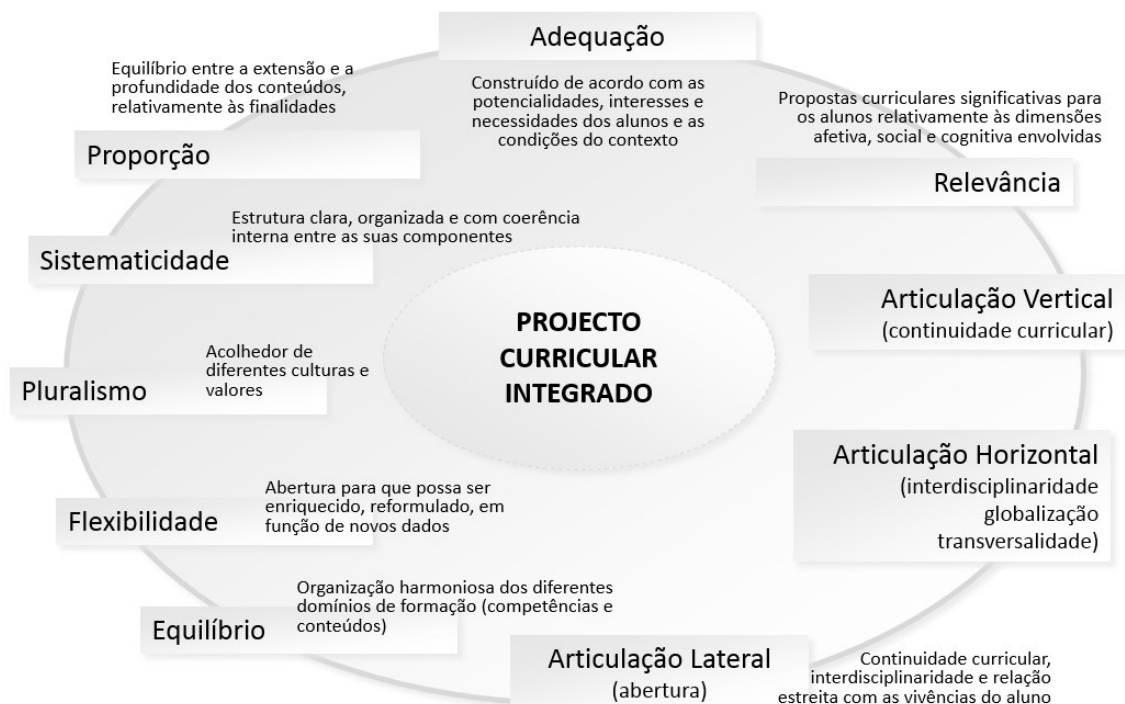 Adequação
Construído de acordo com as
potencialidades, interesses e
necessidades dos alunos e as
condições do contexto
Equilíbrio entre a extensão e a
profundidade dos conteúdos,
relativamente às finalidades
Proporção
Propostas curriculares significativas para
os alunos relativamente às dimensões
afetiva, social e cognitiva envolvidas
Relevância
Estrutura clara, organizada e com coerência
interna entre as suas componentes
Sistematicidade
Articulação Vertical
(continuidade curricular)
PROJECTO
CURRICULAR
INTEGRADO
Acolhedor de
diferentes culturas e
valores
Pluralismo
Articulação Horizontal
(interdisciplinaridade
globalização
transversalidade)
Abertura para que possa ser
enriquecido, reformulado, em
função de novos dados
Flexibilidade
Organização harmoniosa dos diferentes
domínios de formação (competências e
conteúdos)
Equilíbrio
Articulação Lateral
(abertura)
Continuidade curricular,
interdisciplinaridade e relação
estreita com as vivências do aluno